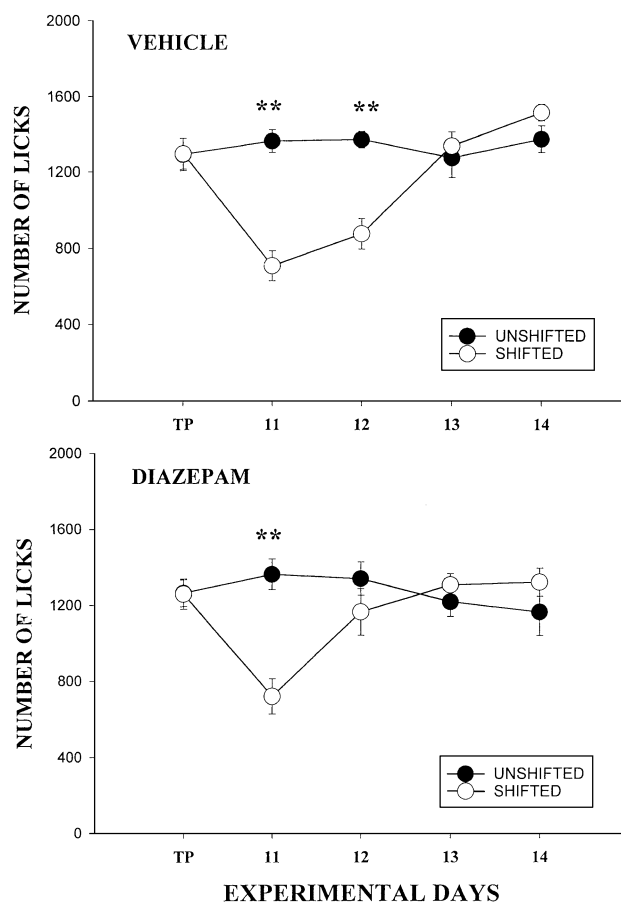 VEHICLE
NUMBER OF LICKS
2000
1600
1200
800
400
0
**
**
UNSHIFTED
SHIFTED
TP 11 12 13 14
DIAZEPAM
NUMBER OF LICKS
2000
1600
1200
800
400
0
**
UNSHIFTED
SHIFTED
TP 11 12 13 14
EXPERIMENTAL DAYS